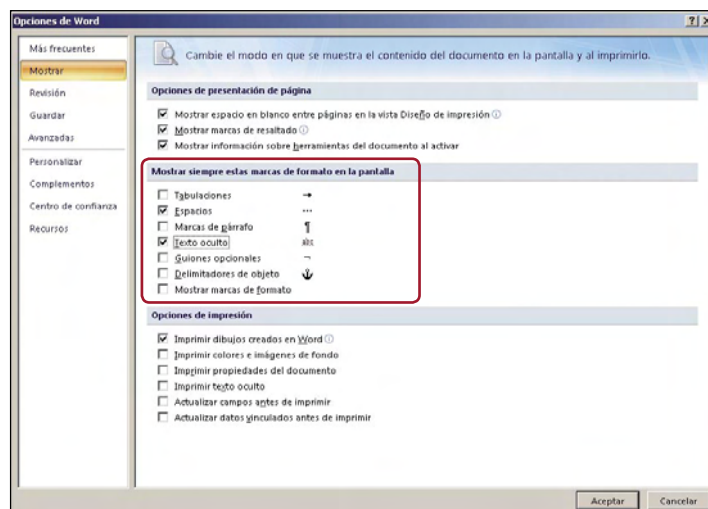 Opciones de Word
Más frecuentes
Mostrar
Revisión
Guardar
Avanzadas
Personalizar
Complementos
Centro de confianza
Recursos
Cambie el modo en que se muestra el contenido del documento en la pantalla y al imprimirlo.
Opciones de presentación de página
Mostrar espacio en blanco entre páginas en la vista Diseño de impresión
Mostrar marcas de resaltado
Mostrar información sobre herramientas del documento al activar
Mostrar siempre estas marcas de formato en la pantalla
Tabulaciones →
Espacios ···
Marcas de párrafo ¶
Texto oculto abc
Guiones opcionales ¬
Delimitadores de objeto ⚓
Mostrar marcas de formato
Opciones de impresión
Imprimir dibujos creados en Word
Imprimir colores e imágenes de fondo
Imprimir propiedades del documento
Imprimir texto oculto
Actualizar campos antes de imprimir
Actualizar datos vinculados antes de imprimir
Aceptar Cancelar